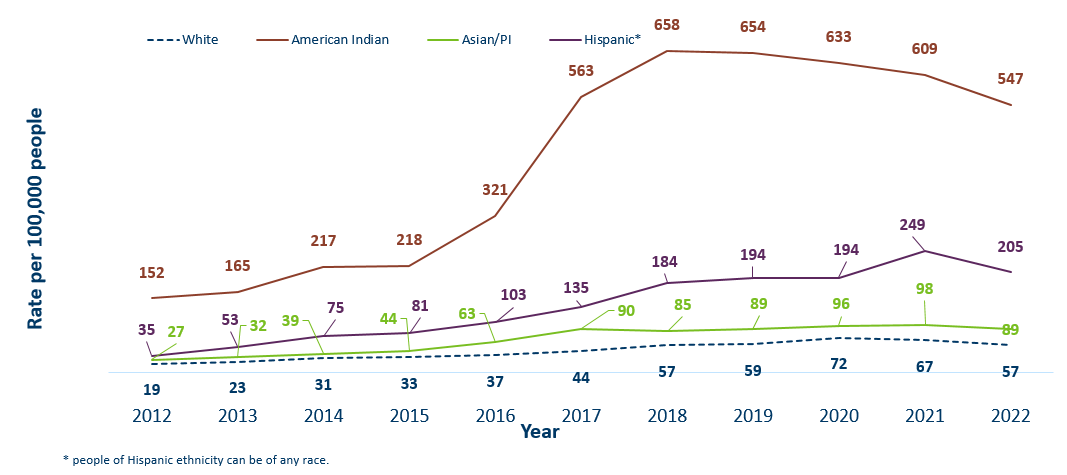 White American Indian Asian/PI Hispanic*
Rate per 100,000 people
152 165 217 218 321 563 658 654 633 609 547
35 53 75 81 103 135 184 194 194 249 205
27 32 39 44 63 90 85 89 96 98 89
19 23 31 33 37 44 57 59 72 67 57
2012 2013 2014 2015 2016 2017 2018 2019 2020 2021 2022
Year
* people of Hispanic ethnicity can be of any race.